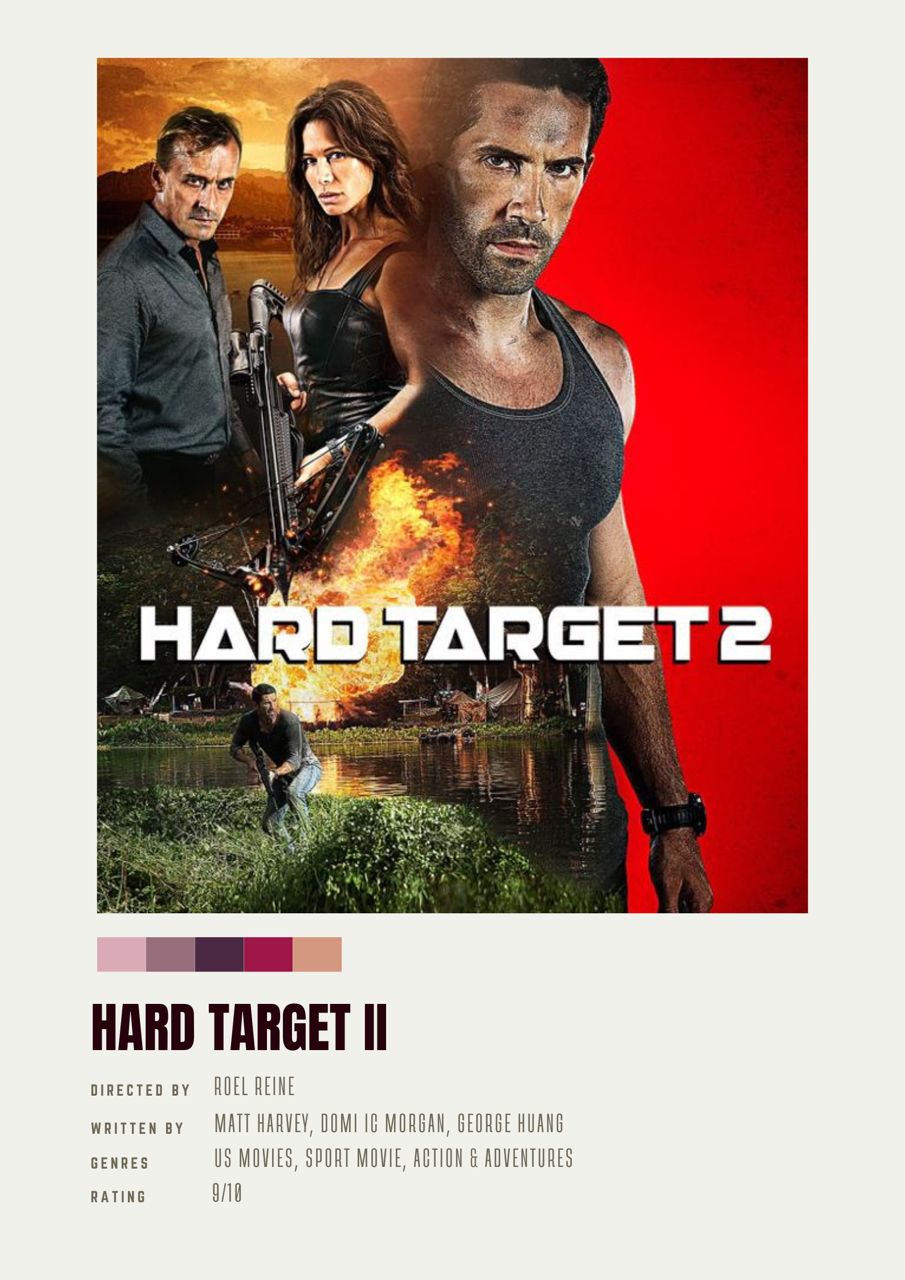 HARD TARGET 2
HARD TARGET II
DIRECTED BY ROEL REINE
WRITTEN BY MATT HARVEY, DOMI IC MORGAN, GEORGE HUANG
GENRES US MOVIES, SPORT MOVIE, ACTION & ADVENTURES
RATING 9/10